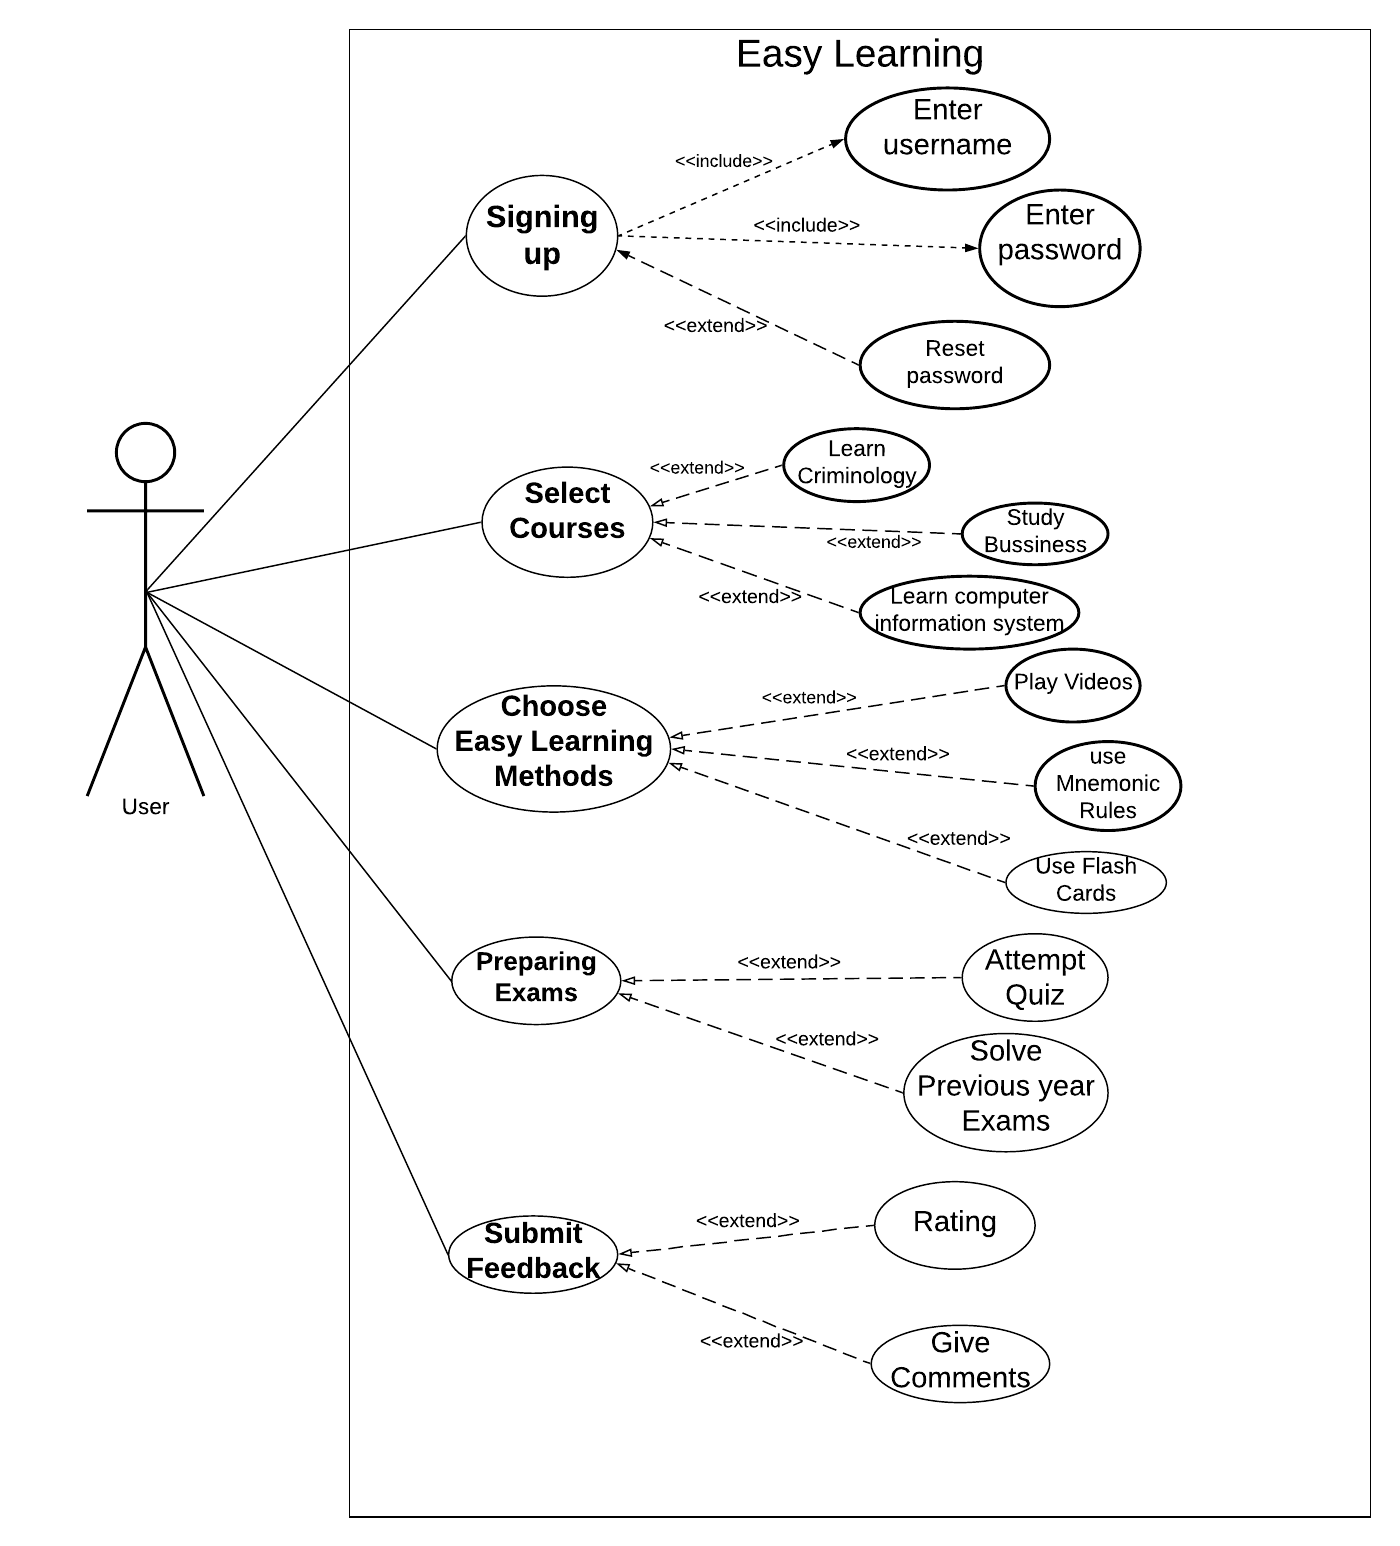 Easy Learning
Enter
username
<<include>>
Signing
up
Enter
password
<<include>>
<<extend>>
Reset
password
Learn
Criminology
<<extend>>
Select
Courses
Study
Bussiness
<<extend>>
<<extend>>
Learn computer
information system
Play Videos
<<extend>>
Choose
Easy Learning
Methods
<<extend>>
use
Mnemonic
Rules
User
<<extend>>
Use Flash
Cards
Preparing
Exams
<<extend>>
Attempt
Quiz
<<extend>>
Solve
Previous year
Exams
<<extend>>
Rating
Submit
Feedback
<<extend>>
Give
Comments